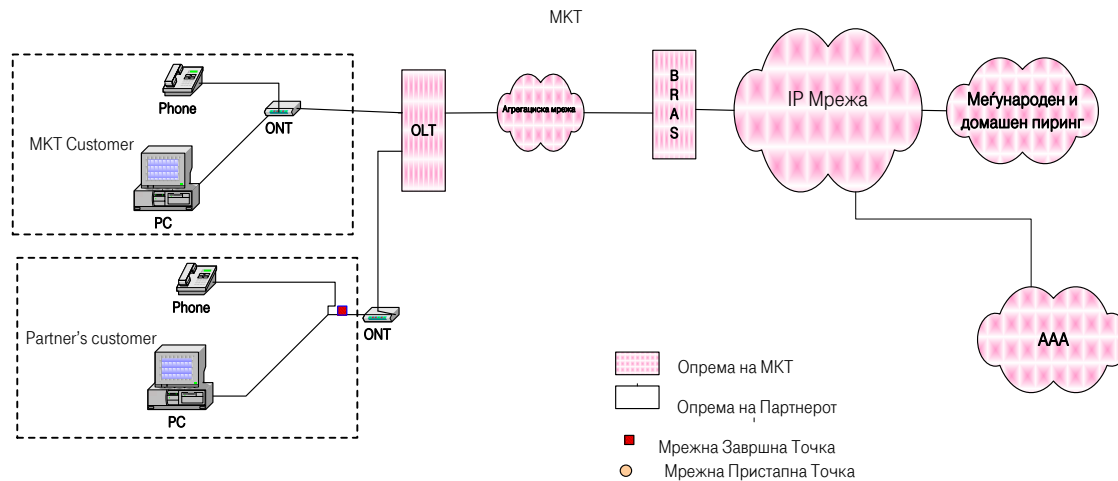 МКТ
Phone
ONT
MKT Customer
PC
OLT
Агрегациска мрежа
BRAS
IP Мрежа
Меѓународен и
домашен пиринг
Phone
ONT
Partner's customer
PC
AAA
Опрема на МКТ
Опрема на Партнерот
Мрежна Завршна Точка
Мрежна Пристапна Точка